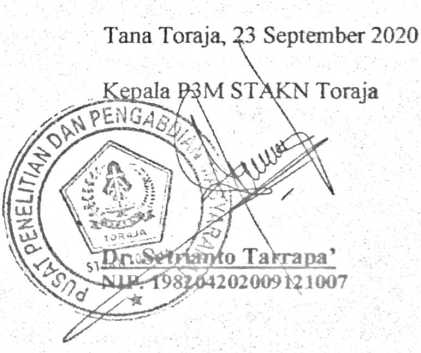 Tana Toraja, 23 September 2020
Kepala P3M STAKN Toraja
PUSAT PENELITIAN DAN PENGABDIAN
TORAJA
Dr. Setrianto Tarrapa'
NIP. 198204202009121007